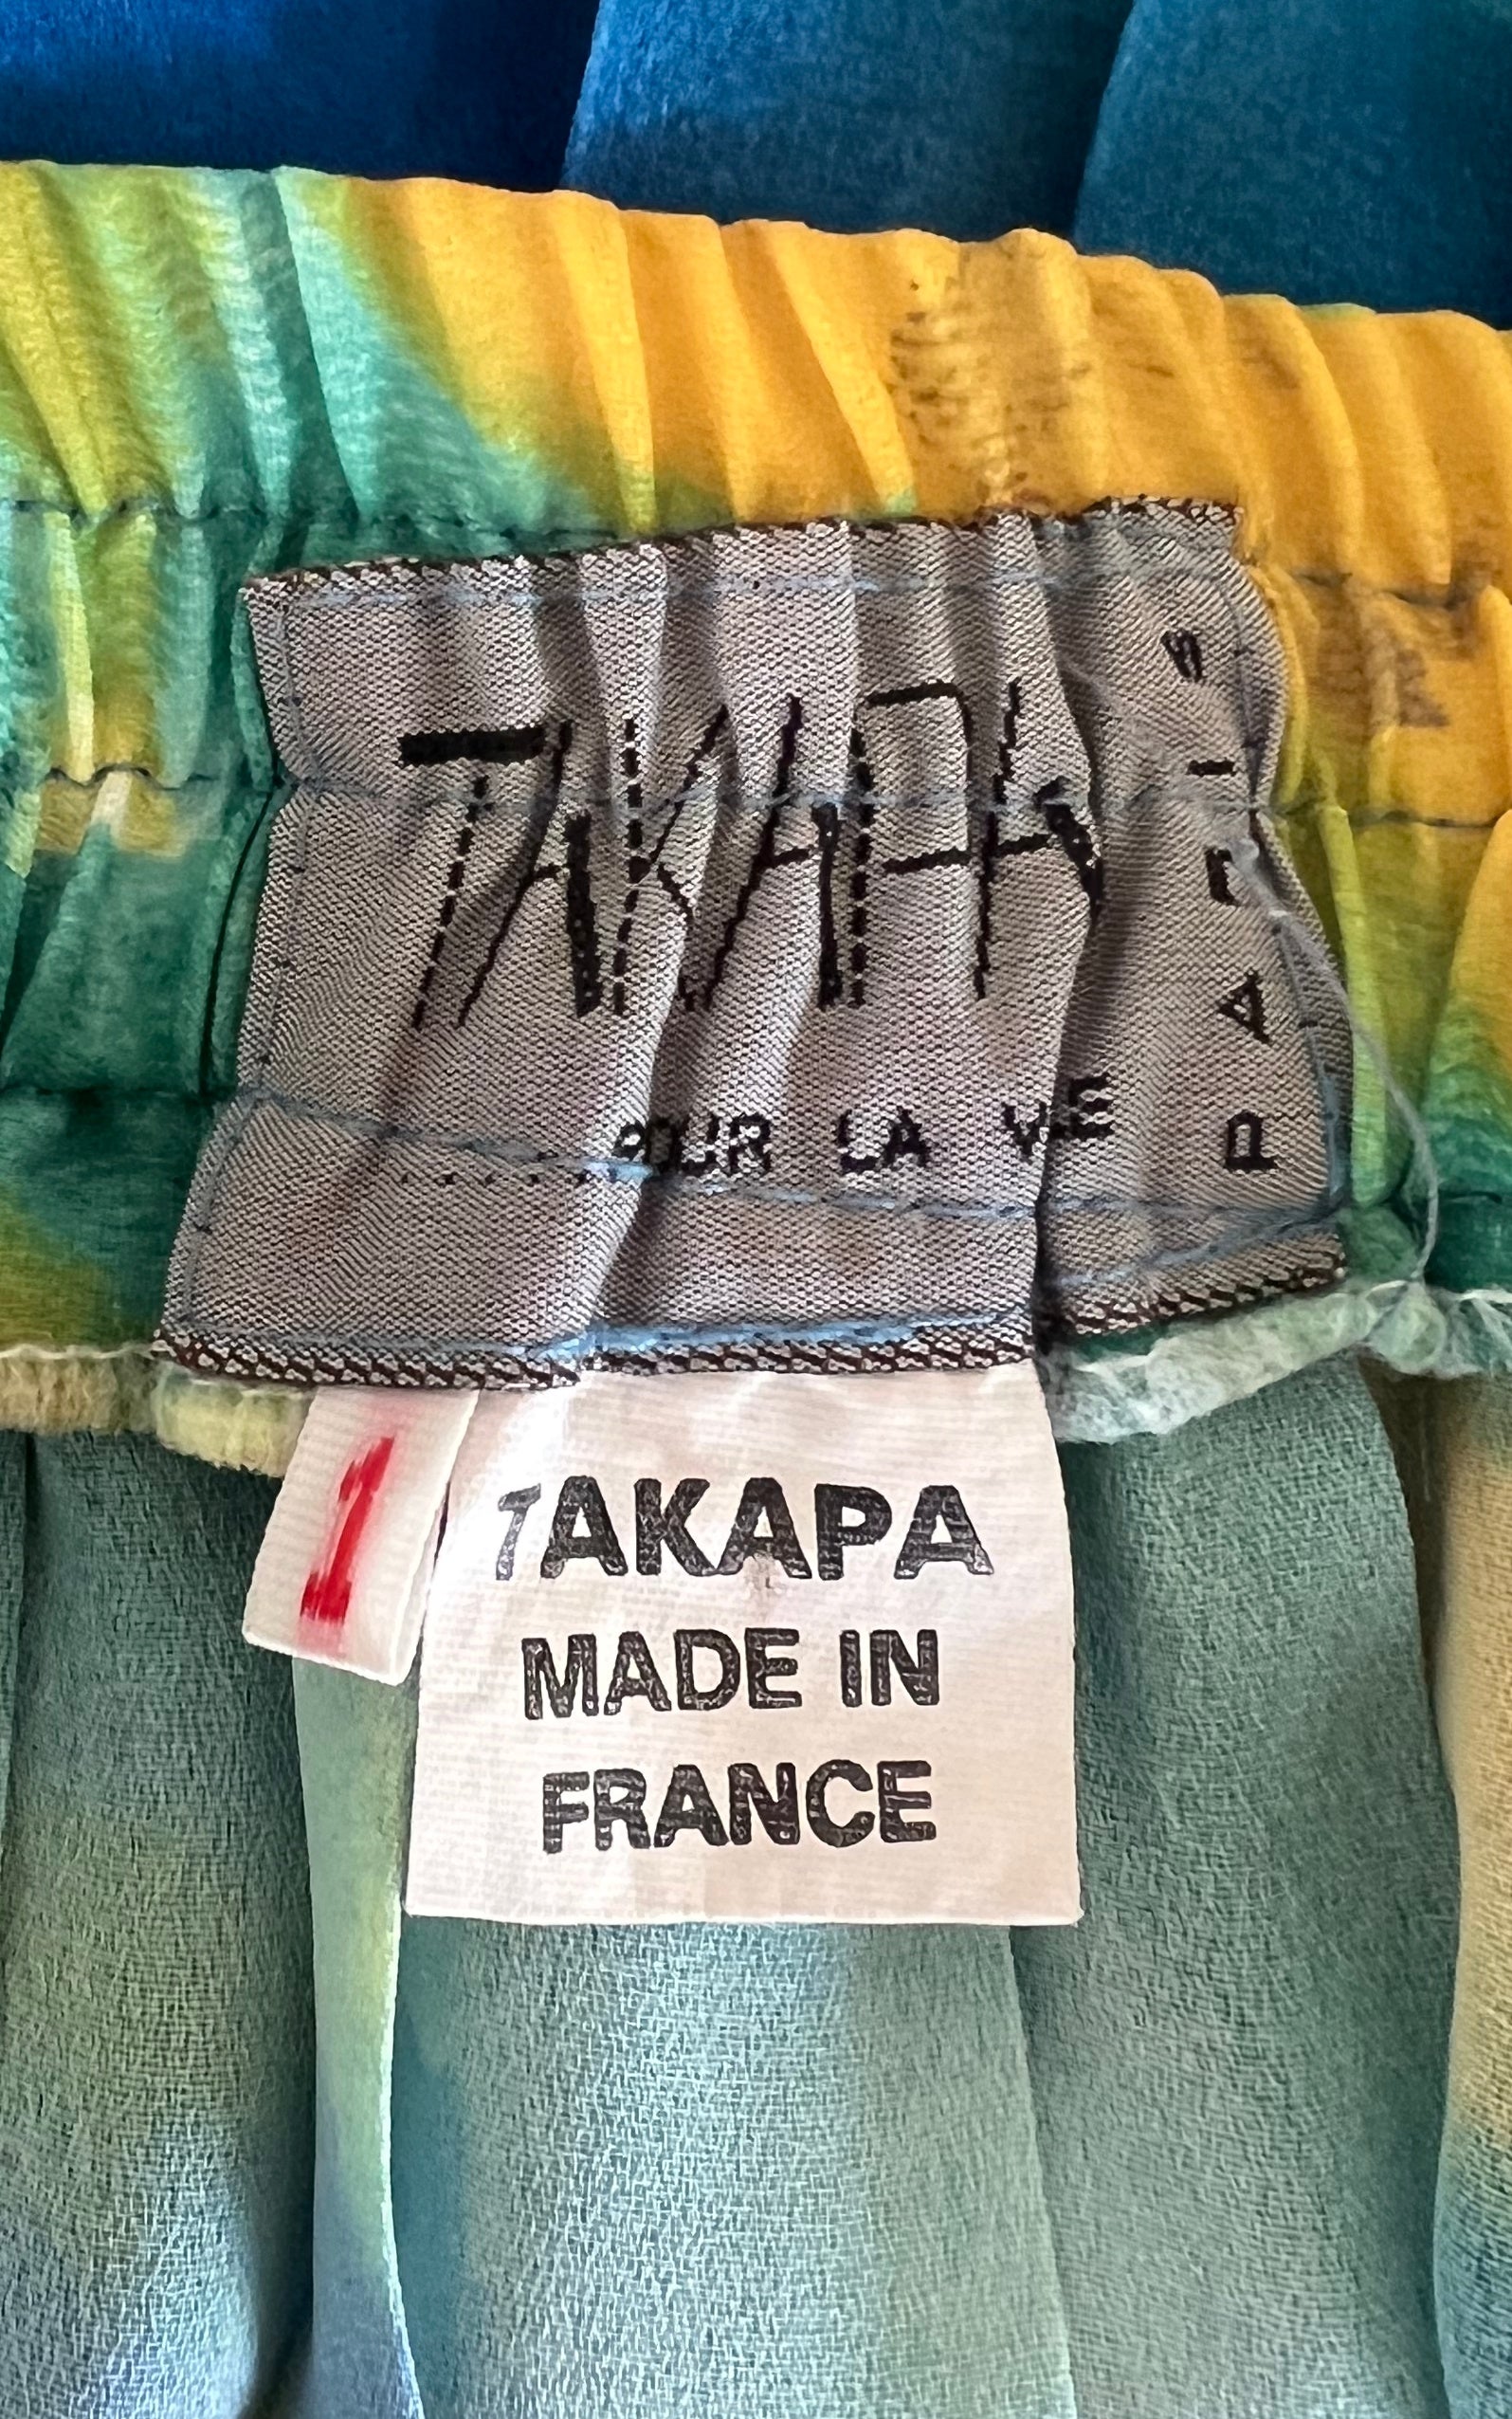 TAKAPA
PARIS
POUR LA VIE
1
TAKAPA
MADE IN
FRANCE